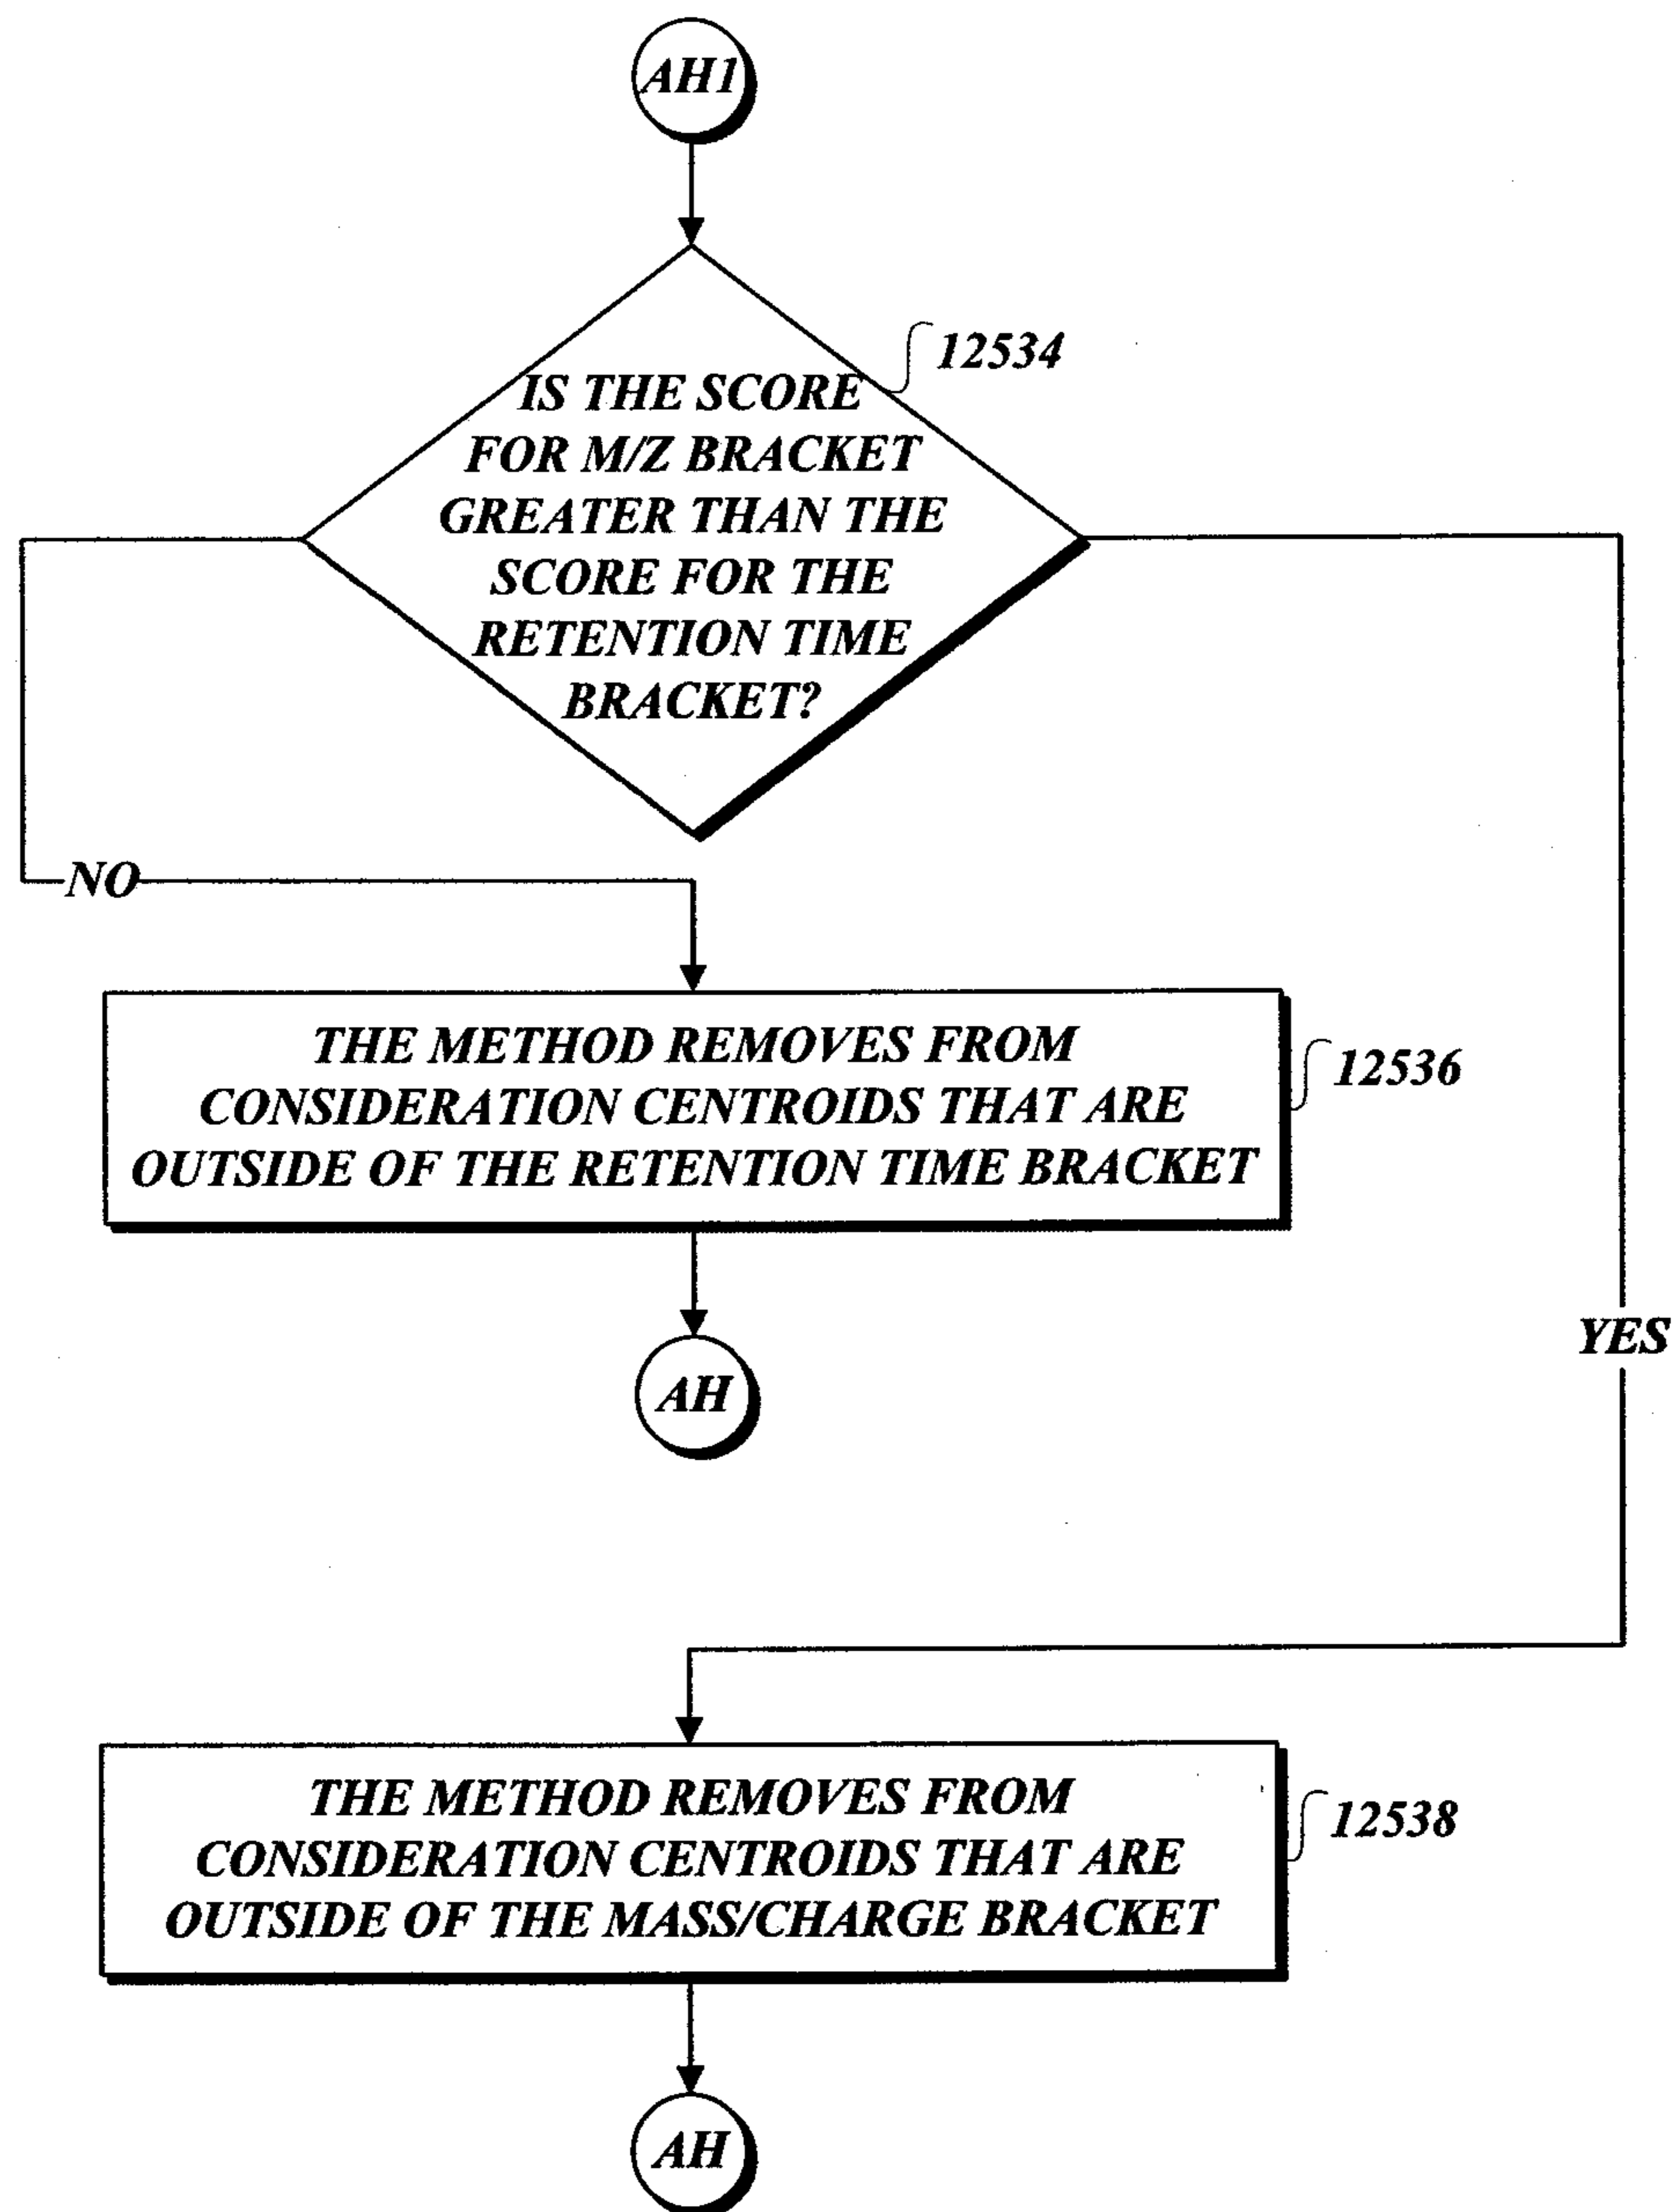 AH1
12534
IS THE SCORE
FOR M/Z BRACKET
GREATER THAN THE
SCORE FOR THE
RETENTION TIME
BRACKET?
NO
THE METHOD REMOVES FROM
CONSIDERATION CENTROIDS THAT ARE
OUTSIDE OF THE RETENTION TIME BRACKET
12536
AH
YES
THE METHOD REMOVES FROM
CONSIDERATION CENTROIDS THAT ARE
OUTSIDE OF THE MASS/CHARGE BRACKET
12538
AH